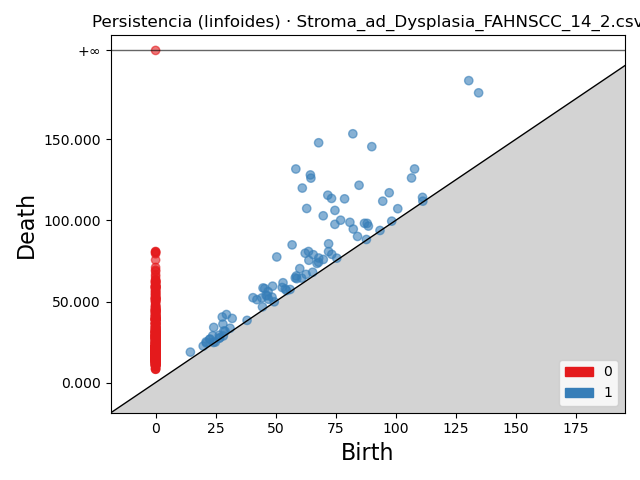 Persistencia (linfoides) · Stroma_ad_Dysplasia_FAHNSCC_14_2.csv
+∞
150.000
100.000
50.000
0.000
Death
0
1
0 25 50 75 100 125 150 175
Birth